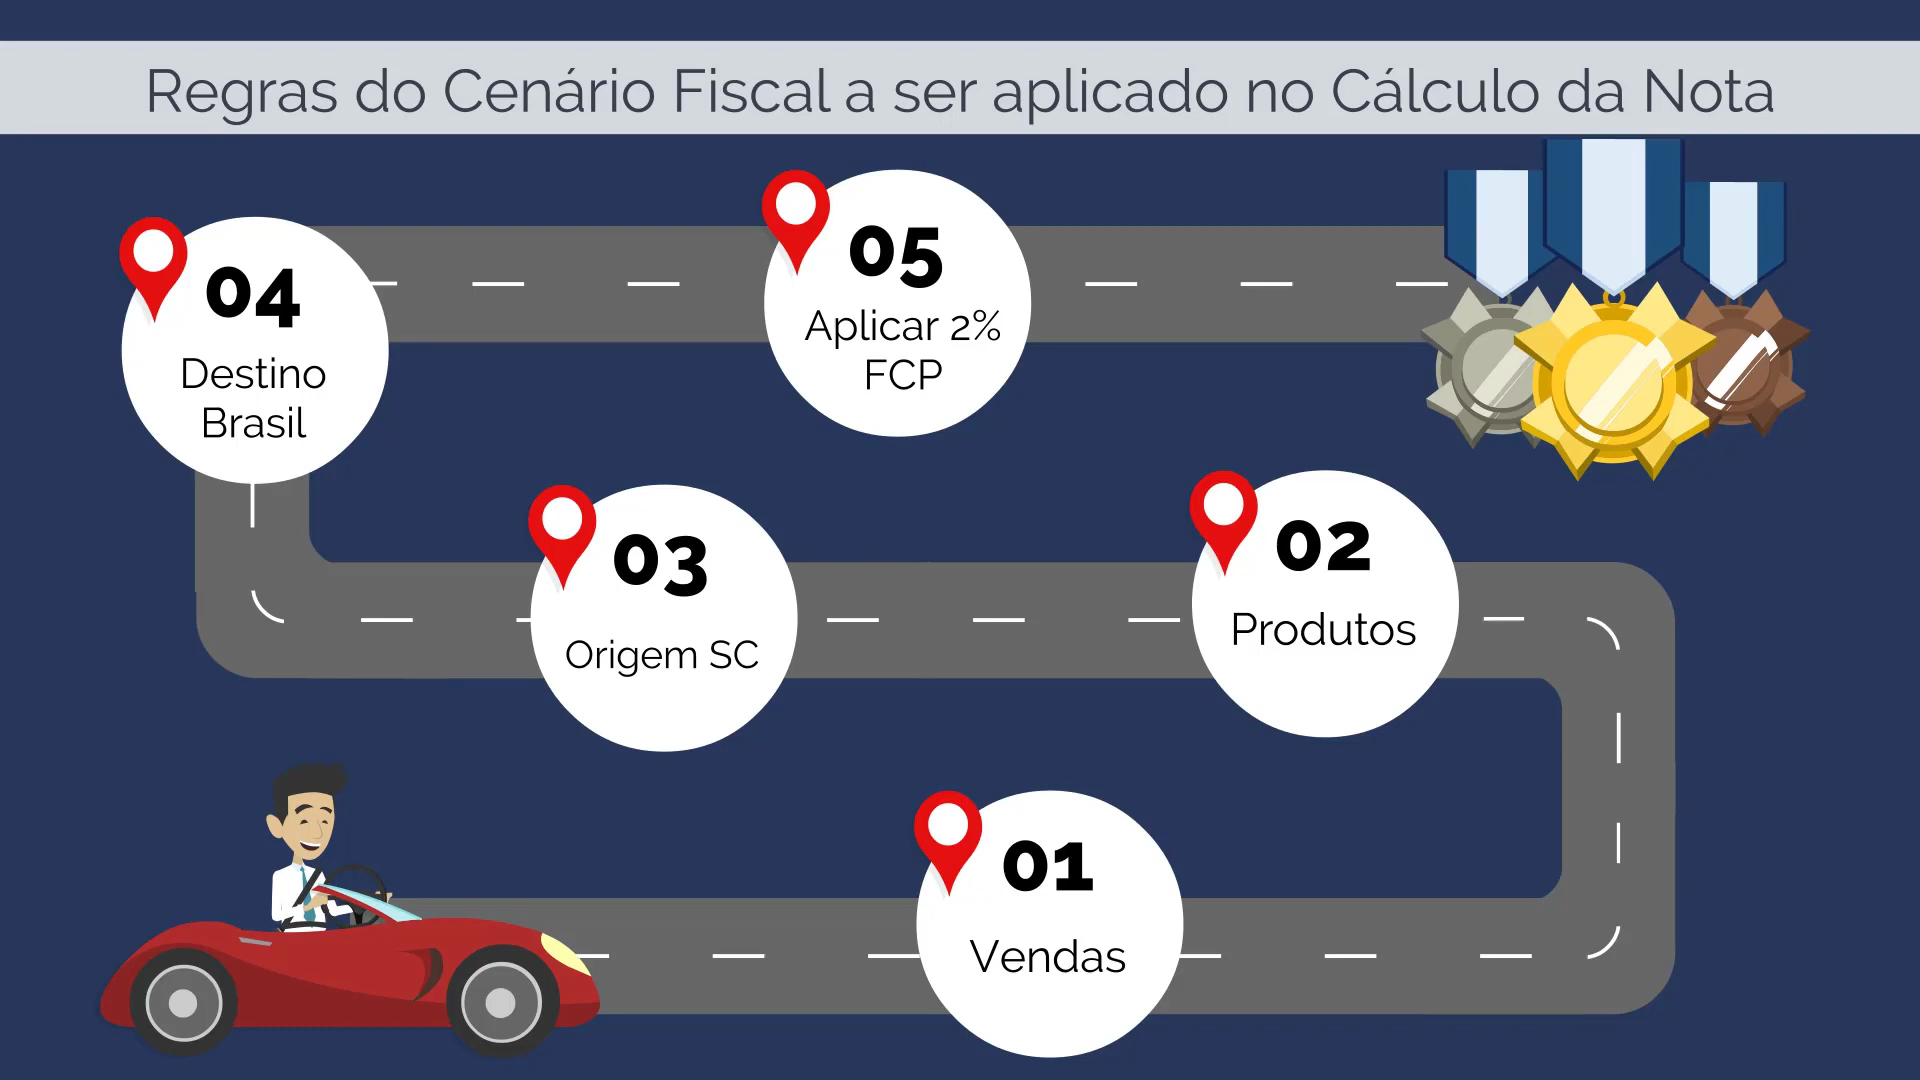 Regras do Cenário Fiscal a ser aplicado no Cálculo da Nota
04
Destino
Brasil
05
Aplicar 2%
FCP
03
Origem SC
02
Produtos
01
Vendas